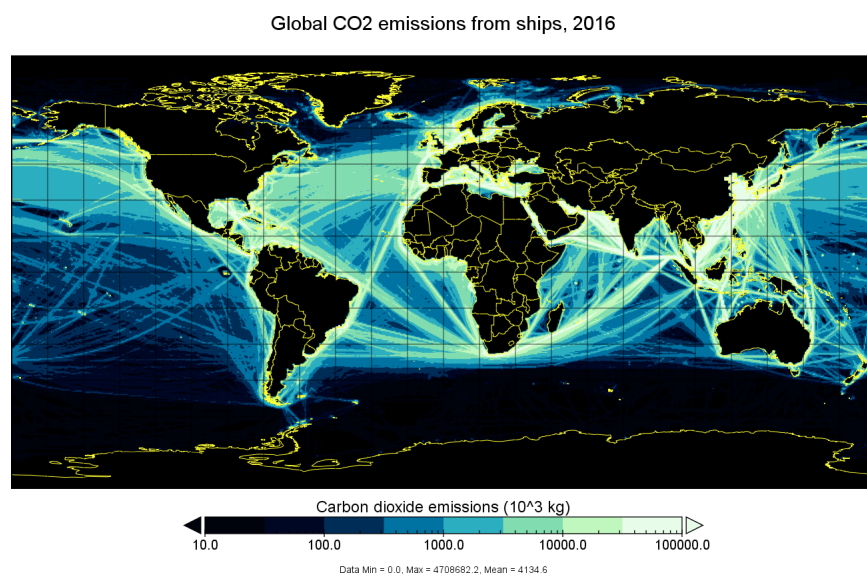 Global CO2 emissions from ships, 2016
Carbon dioxide emissions (10^3 kg)
10.0 100.0 1000.0 10000.0 100000.0
Data Min = 0.0, Max = 4708682.2, Mean = 4134.6